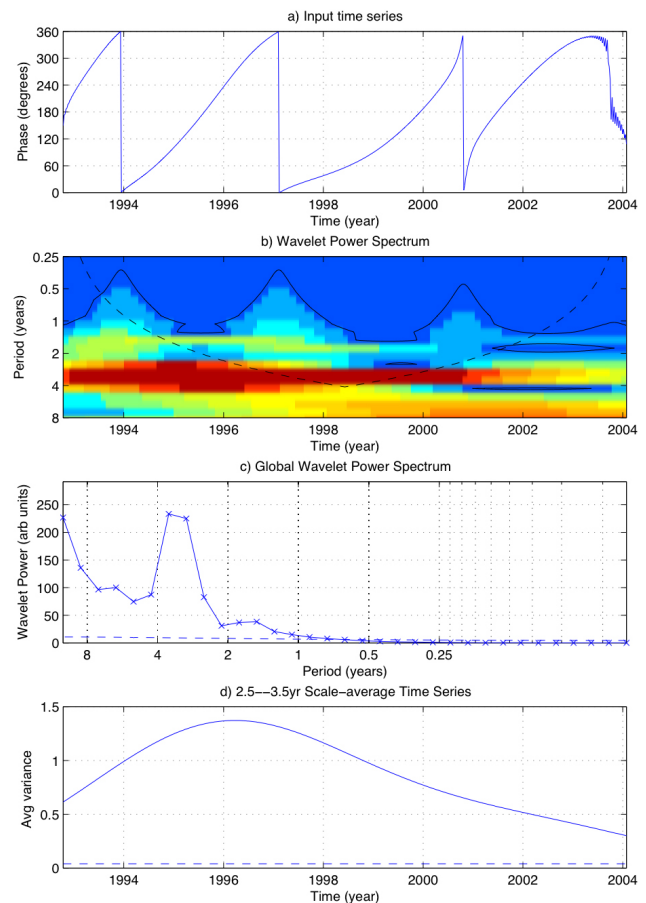 a) Input time series
360
300
240
180
120
60
0
Phase (degrees)
1994 1996 1998 2000 2002 2004
Time (year)
b) Wavelet Power Spectrum
0.25
0.5
1
2
4
8
Period (years)
1994 1996 1998 2000 2002 2004
Time (year)
c) Global Wavelet Power Spectrum
250
200
150
100
50
0
Wavelet Power (arb units)
8 4 2 1 0.5 0.25
Period (years)
d) 2.5--3.5yr Scale-average Time Series
1.5
1
0.5
0
Avg variance
1994 1996 1998 2000 2002 2004
Time (year)